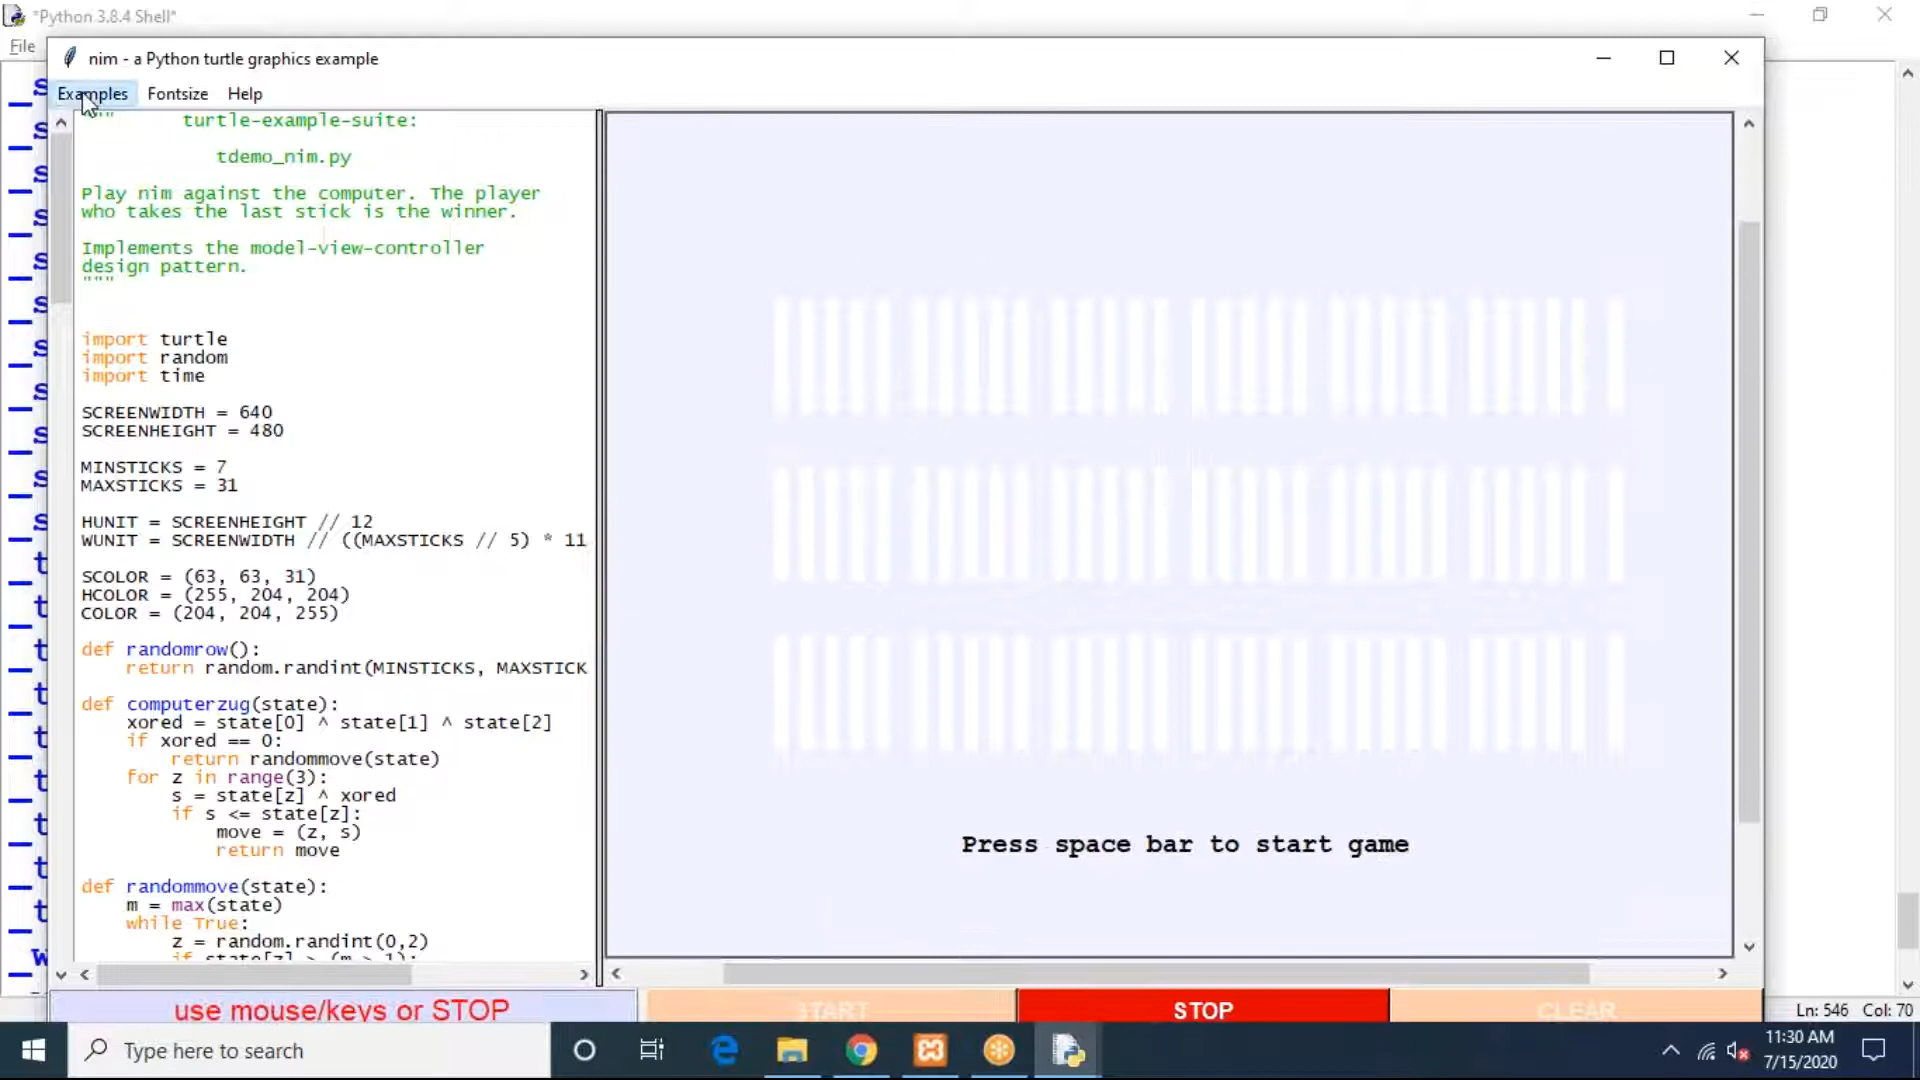 *Python 3.8.4 Shell*
File
nim - a Python turtle graphics example
Examples Fontsize Help
""" turtle-example-suite:
tdemo_nim.py
Play nim against the computer. The player
who takes the last stick is the winner.
Implements the model-view-controller
design pattern.
"""
import turtle
import random
import time
SCREENWIDTH = 640
SCREENHEIGHT = 480
MINSTICKS = 7
MAXSTICKS = 31
HUNIT = SCREENHEIGHT // 12
WUNIT = SCREENWIDTH // ((MAXSTICKS // 5) * 11
SCOLOR = (63, 63, 31)
HCOLOR = (255, 204, 204)
COLOR = (204, 204, 255)
def randomrow():
return random.randint(MINSTICKS, MAXSTICK
def computerzug(state):
xored = state[0] ^ state[1] ^ state[2]
if xored == 0:
return randommove(state)
for z in range(3):
s = state[z] ^ xored
if s <= state[z]:
move = (z, s)
return move
def randommove(state):
m = max(state)
while True:
z = random.randint(0,2)
if state[z] > (m > 1):
Press space bar to start game
use mouse/keys or STOP
START
STOP
CLEAR
Ln: 546 Col: 70
Type here to search
11:30 AM
7/15/2020